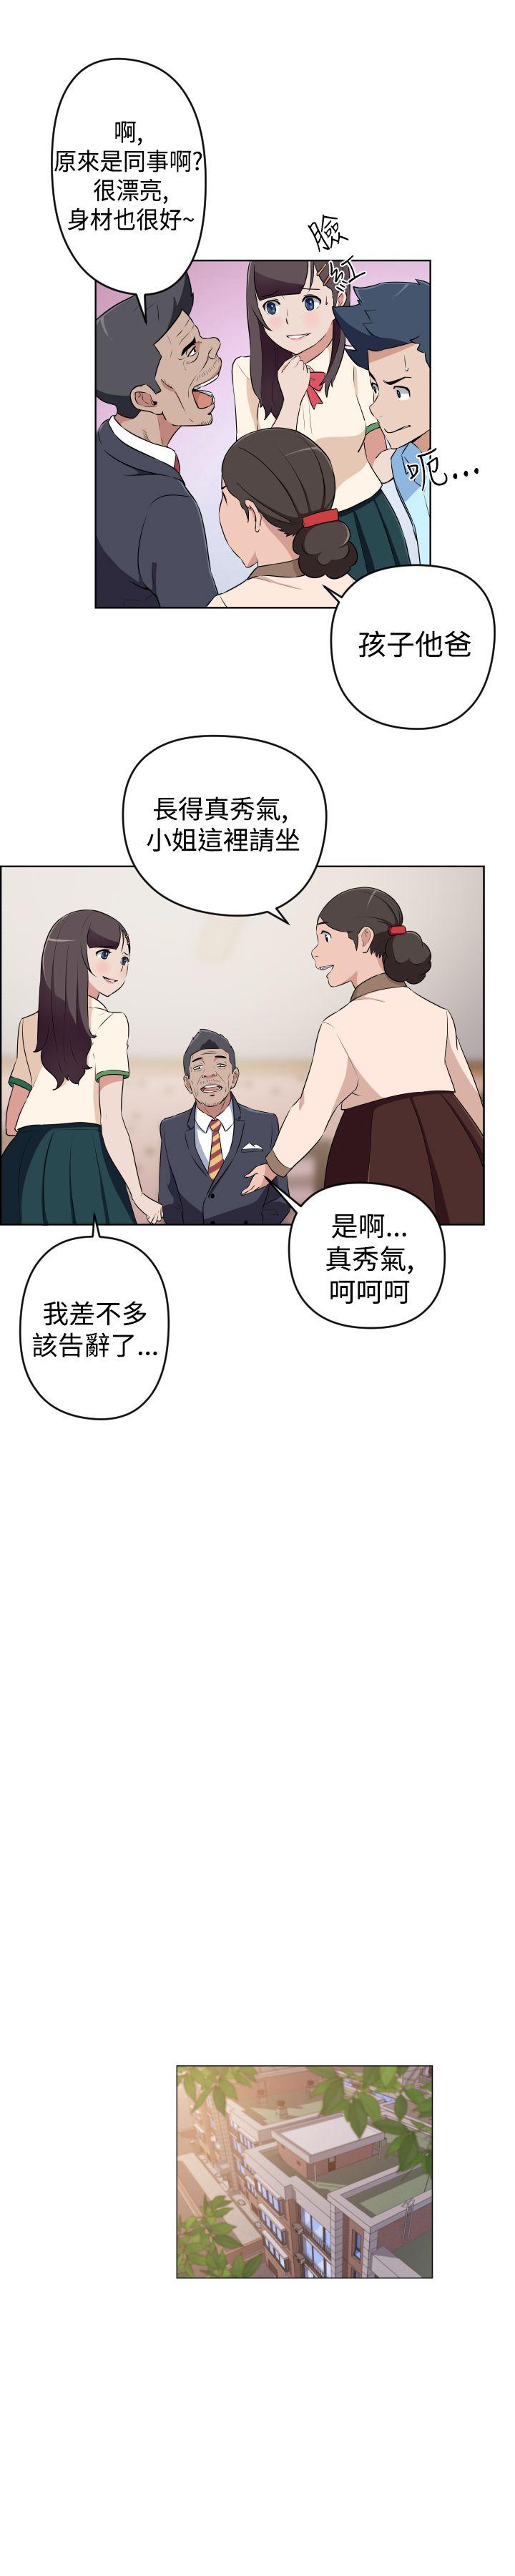 啊,
原來是同事啊?
很漂亮,
身材也很好~
臉
紅
呃...
孩子他爸
長得真秀氣,
小姐這裡請坐
是啊...
真秀氣,
呵呵呵
我差不多
該告辭了...